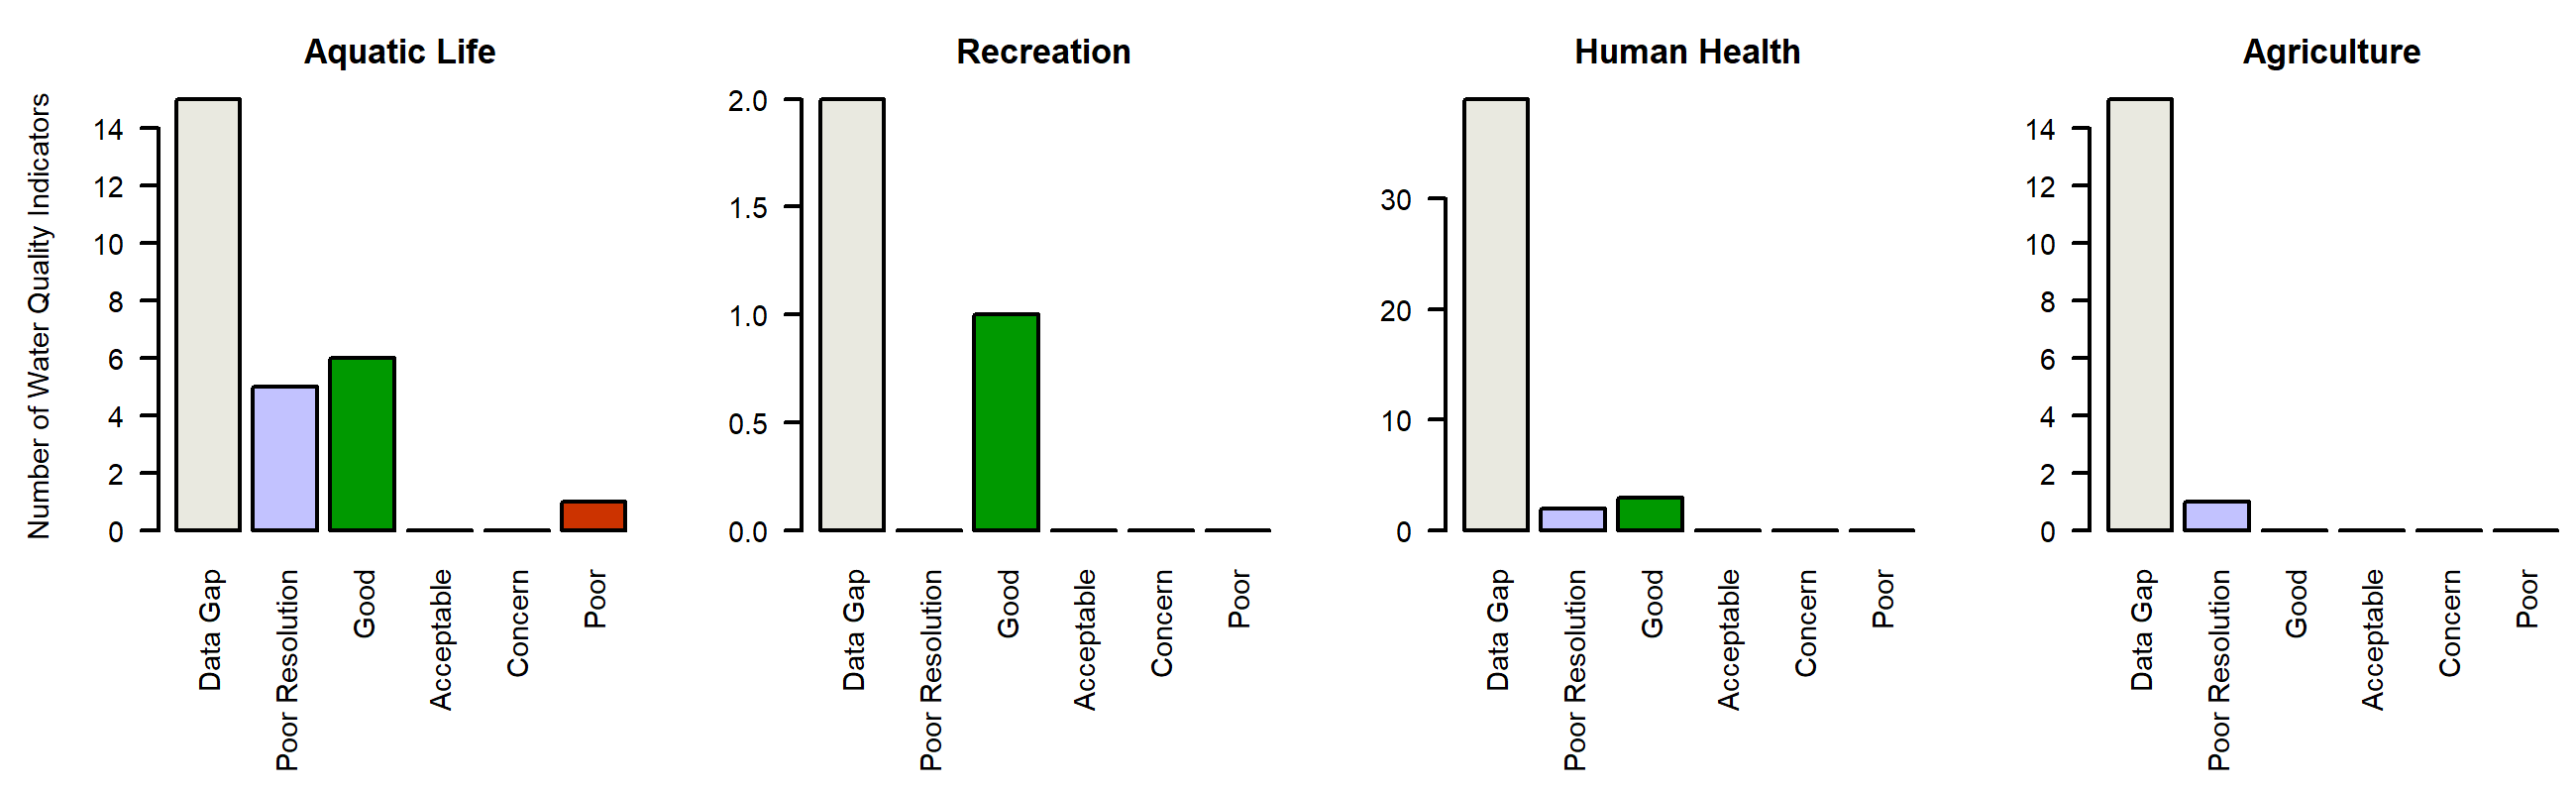 Aquatic Life
Number of Water Quality Indicators
14
12
10
8
6
4
2
0
Data Gap
Poor Resolution
Good
Acceptable
Concern
Poor
Recreation
2.0
1.5
1.0
0.5
0.0
Data Gap
Poor Resolution
Good
Acceptable
Concern
Poor
Human Health
30
20
10
0
Data Gap
Poor Resolution
Good
Acceptable
Concern
Poor
Agriculture
14
12
10
8
6
4
2
0
Data Gap
Poor Resolution
Good
Acceptable
Concern
Poor